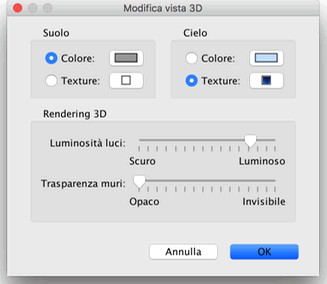 Modifica vista 3D
Suolo
Colore:
Texture:
Cielo
Colore:
Texture:
Rendering 3D
Luminosità luci:
Scuro Luminoso
Trasparenza muri:
Opaco Invisibile
Annulla OK